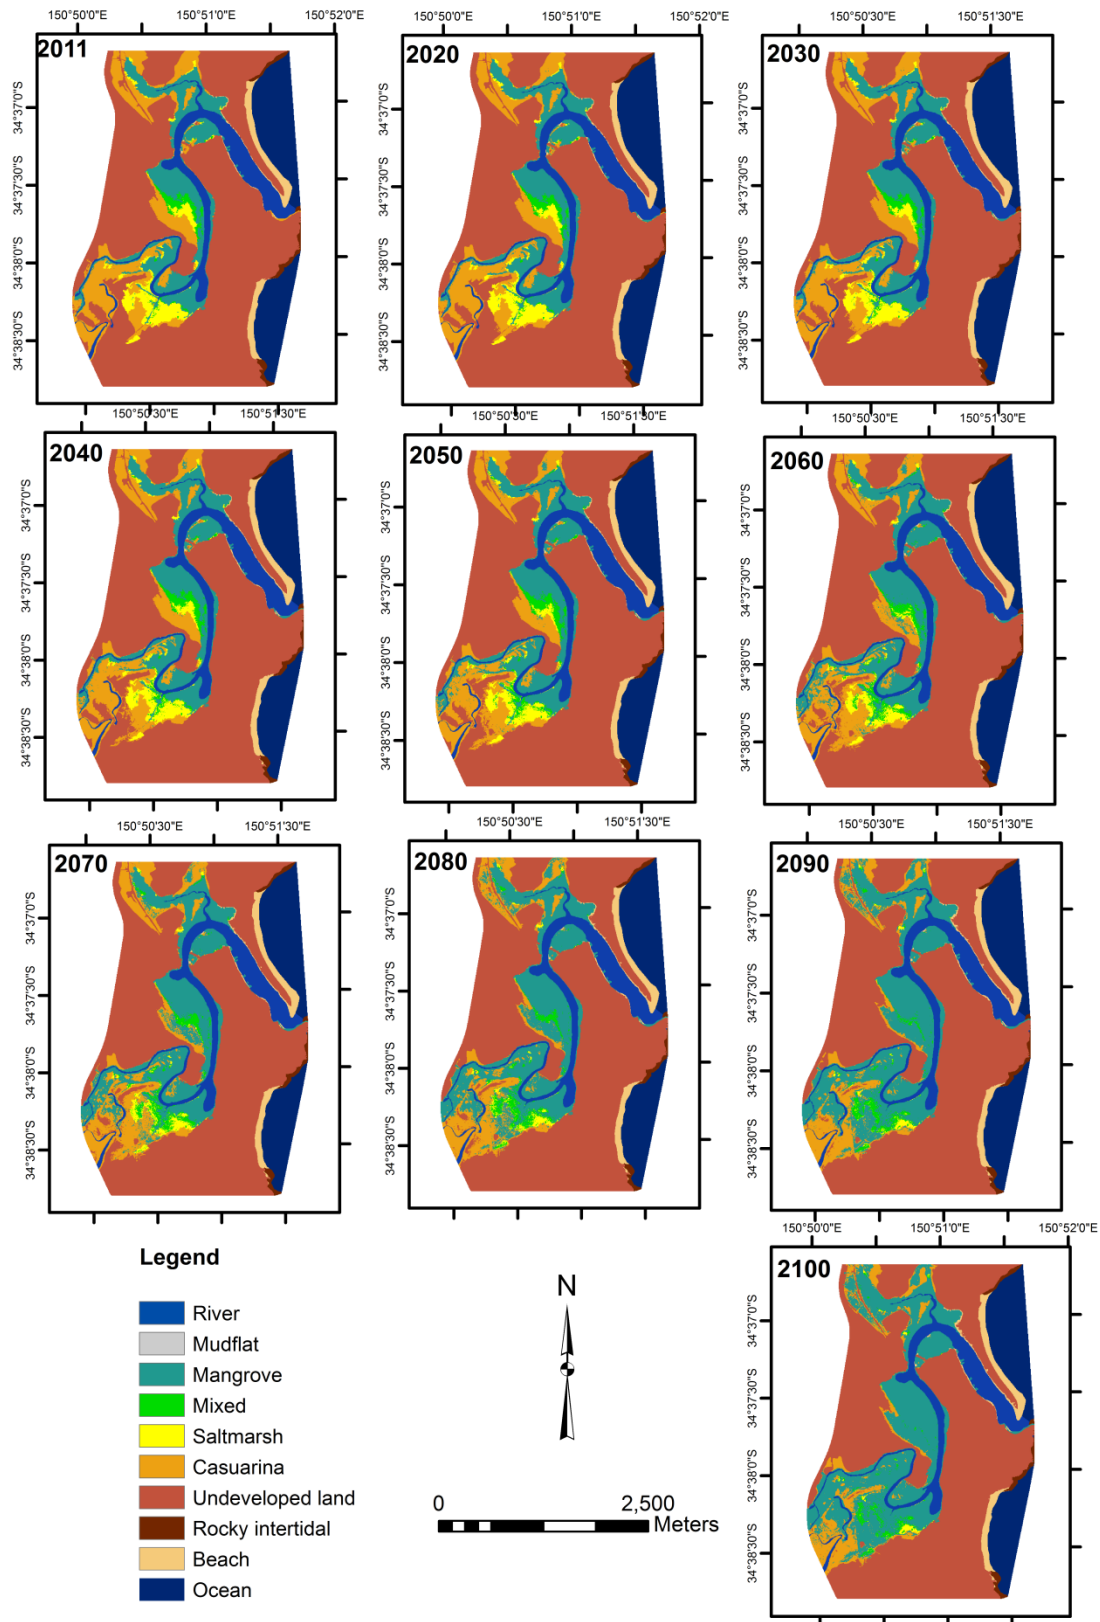 150°50'0"E 150°51'0"E 150°52'0"E
2011
34°37'0"S
34°37'30"S
34°38'0"S
34°38'30"S
150°50'0"E 150°51'0"E 150°52'0"E
2020
34°37'0"S
34°37'30"S
34°38'0"S
34°38'30"S
150°50'30"E 150°51'30"E
2030
34°37'0"S
34°37'30"S
34°38'0"S
34°38'30"S
150°50'30"E 150°51'30"E
2040
34°37'0"S
34°37'30"S
34°38'0"S
34°38'30"S
150°50'30"E 150°51'30"E
2050
34°37'0"S
34°37'30"S
34°38'0"S
34°38'30"S
150°50'30"E 150°51'30"E
2060
34°37'0"S
34°37'30"S
34°38'0"S
34°38'30"S
150°50'30"E 150°51'30"E
2070
34°37'0"S
34°37'30"S
34°38'0"S
34°38'30"S
150°50'30"E 150°51'30"E
2080
34°37'0"S
34°37'30"S
34°38'0"S
34°38'30"S
150°50'30"E 150°51'30"E
2090
34°37'0"S
34°37'30"S
34°38'0"S
34°38'30"S
150°50'0"E 150°51'0"E 150°52'0"E
2100
34°37'0"S
34°37'30"S
34°38'0"S
34°38'30"S
Legend
River
Mudflat
Mangrove
Mixed
Saltmarsh
Casuarina
Undeveloped land
Rocky intertidal
Beach
Ocean
N
0 2,500
Meters